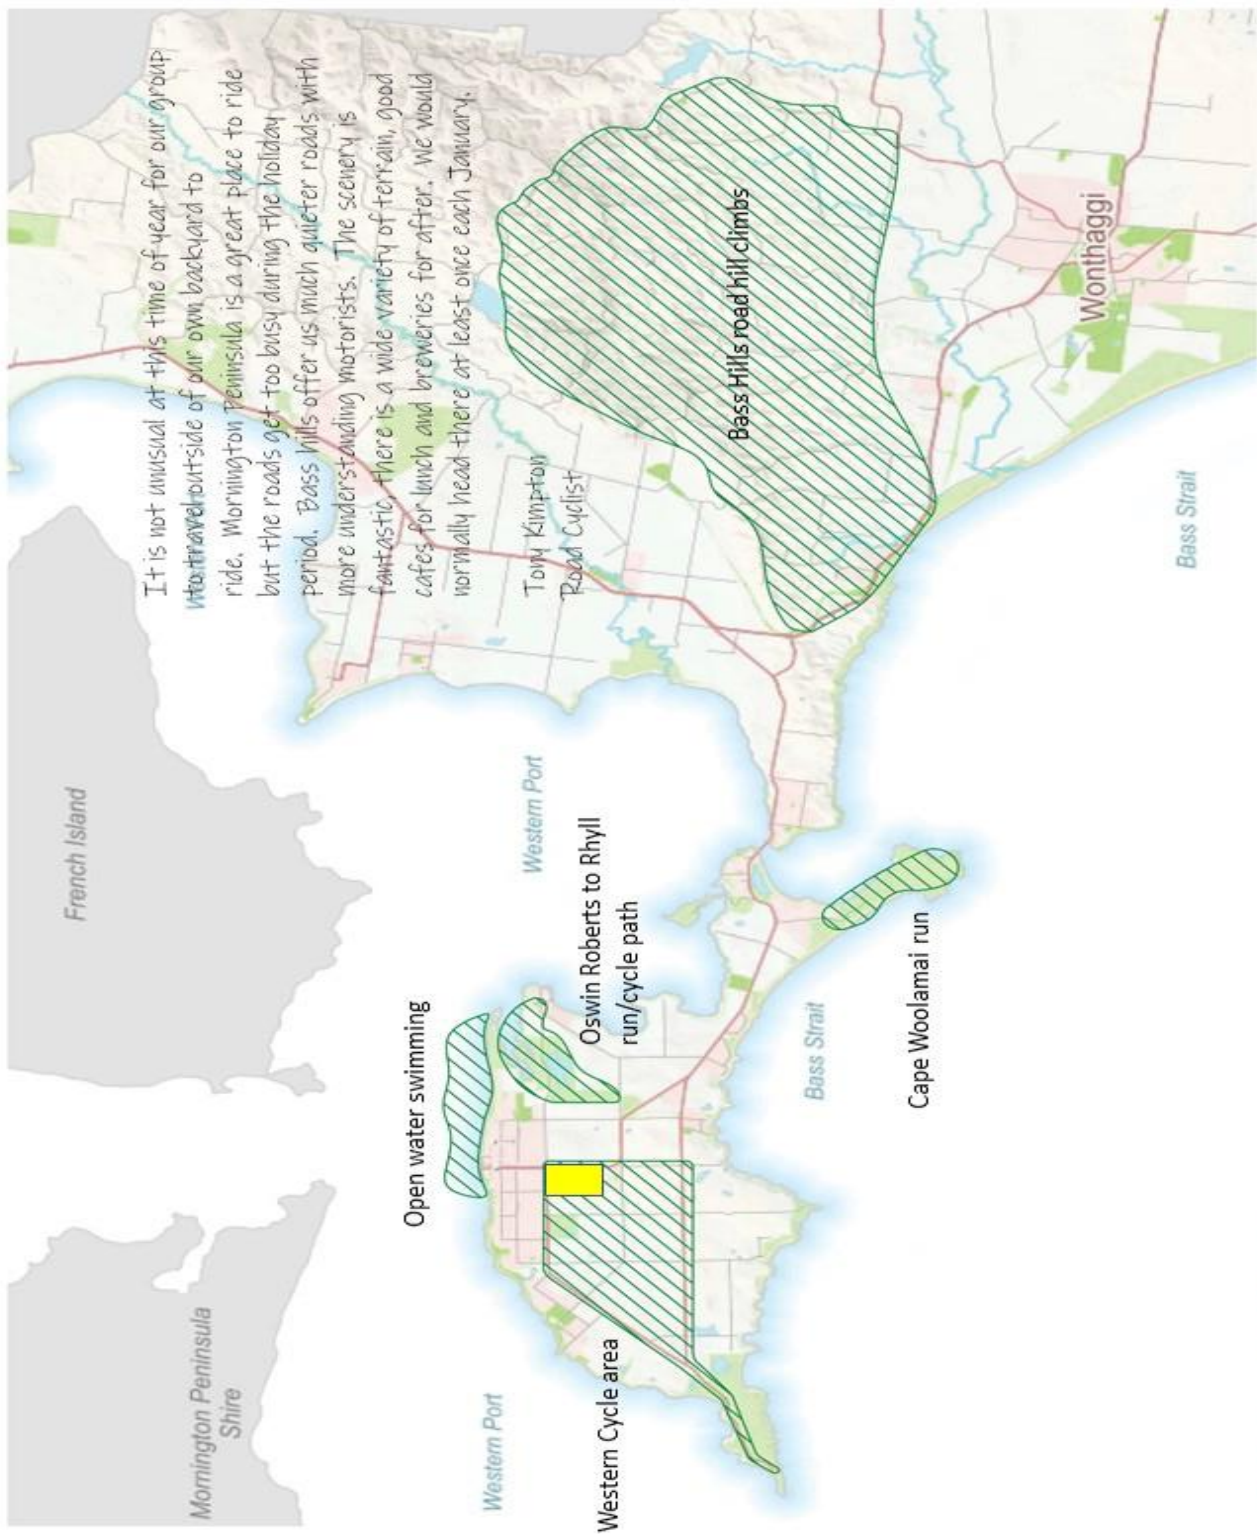 It is not unusual at this time of year for our group
to travel outside of our own backyard to
ride. Mornington Peninsula is a great place to ride
but the roads get too busy during the holiday
period. Bass hills offer us much quieter roads with
more understanding motorists. The scenery is
fantastic, there is a wide variety of terrain, good
cafes for lunch and breweries for after. We would
normally head there at least once each January.
Tony Kimpton
Road Cyclist
French Island
Mornington Peninsula
Shire
Western Port
Western Port
Open water swimming
Oswin Roberts to Rhyll
run/cycle path
Western Cycle area
Bass Hills road hill climbs
Bass Strait
Cape Woolamai run
Wonthaggi
Bass Strait